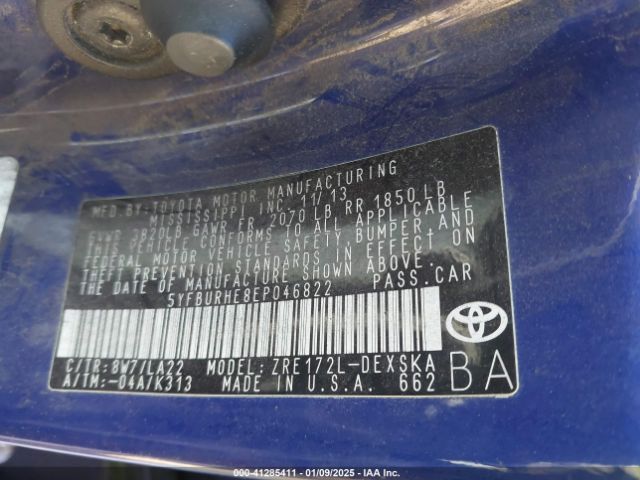 MFD BY:TOYOTA MOTOR MANUFACTURING
MISSISSIPPI, INC. 11/13
GVWR 3820LB GAWR FR. 2070 LB, RR 1850 LB
THIS VEHICLE CONFORMS TO ALL APPLICABLE
FEDERAL MOTOR VEHICLE SAFETY, BUMPER, AND
THEFT PREVENTION STANDARDS IN EFFECT ON
THE DATE OF MANUFACTURE SHOWN ABOVE.
5YFBURHE8EP046822 PASS.CAR
C/TR:8W7/LA22 MODEL:ZRE172L-DEXSKA
A/TM:-04A/K313 MADE IN U.S.A. 662 BA
000-41285411 - 01/09/2025 - IAA Inc.